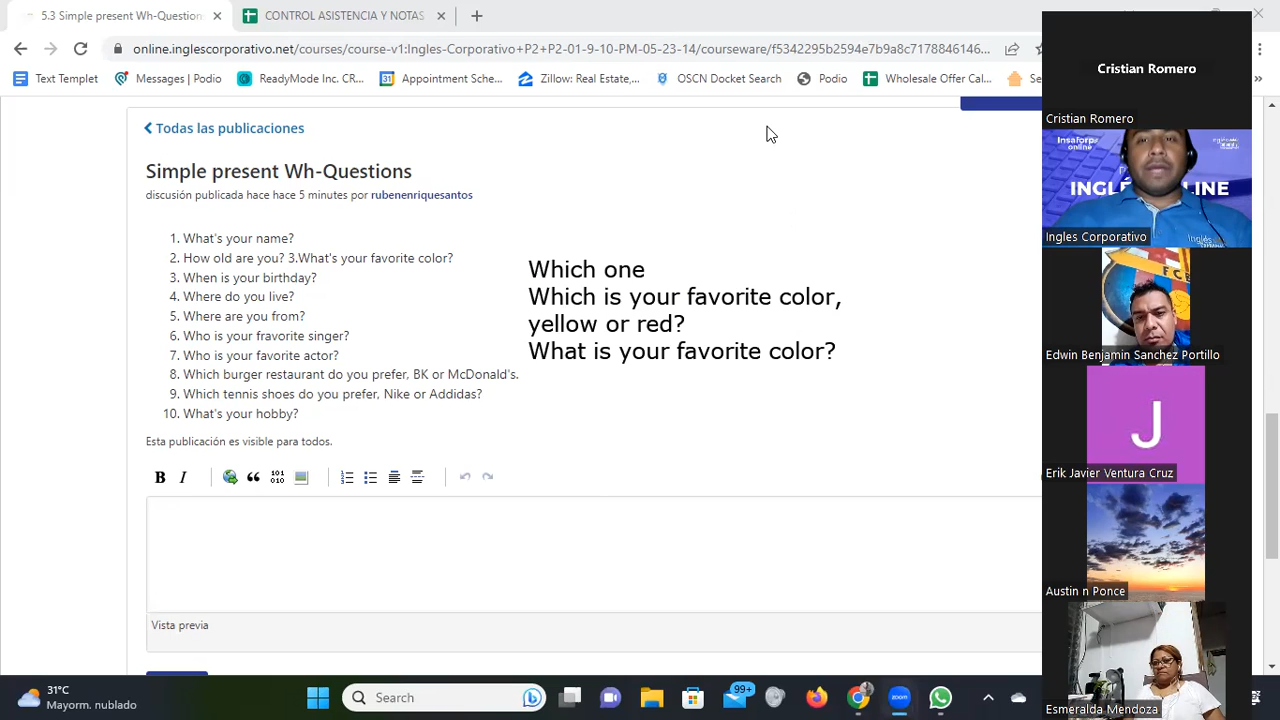 5.3 Simple present Wh-Questions
CONTROL ASISTENCIA Y NOTAS
online.inglescorporativo.net/courses/course-v1:Ingles-Corporativo+P2+P2-01-9-10-PM-05-23-14/courseware/f5342295b2594e7b9a8c7178846146...
Text Templet
Messages | Podio
ReadyMode INC. CR...
Appointment Sche...
Zillow: Real Estate,...
OSCN Docket Search
Podio
Wholesale Offer Cal...
Todas las publicaciones
Simple present Wh-Questions
discusión publicada hace hace 5 minutes por rubenenriquesantos
1. What's your name?
2. How old are you? 3.What's your favorite color?
3. When is your birthday?
4. Where do you live?
5. Where are you from?
6. Who is your fravorite singer?
7. Who is your favorite actor?
8. Which burger restaurant do you prefer, BK or McDonald's.
9. Which tennis shoes do you prefer, Nike or Addidas?
10. What's your hobby?
Which one
Which is your favorite color,
yellow or red?
What is your favorite color?
Esta publicación es visible para todos.
B I
Vista previa
31°C
Mayorm. nublado
Search
99+
Cristian Romero
Cristian Romero
Insaforp
online
INGLÉS ONLINE
Ingles Corporativo
FCB
Edwin Benjamin Sanchez Portillo
J
Erik Javier Ventura Cruz
Austin n Ponce
Esmeralda Mendoza